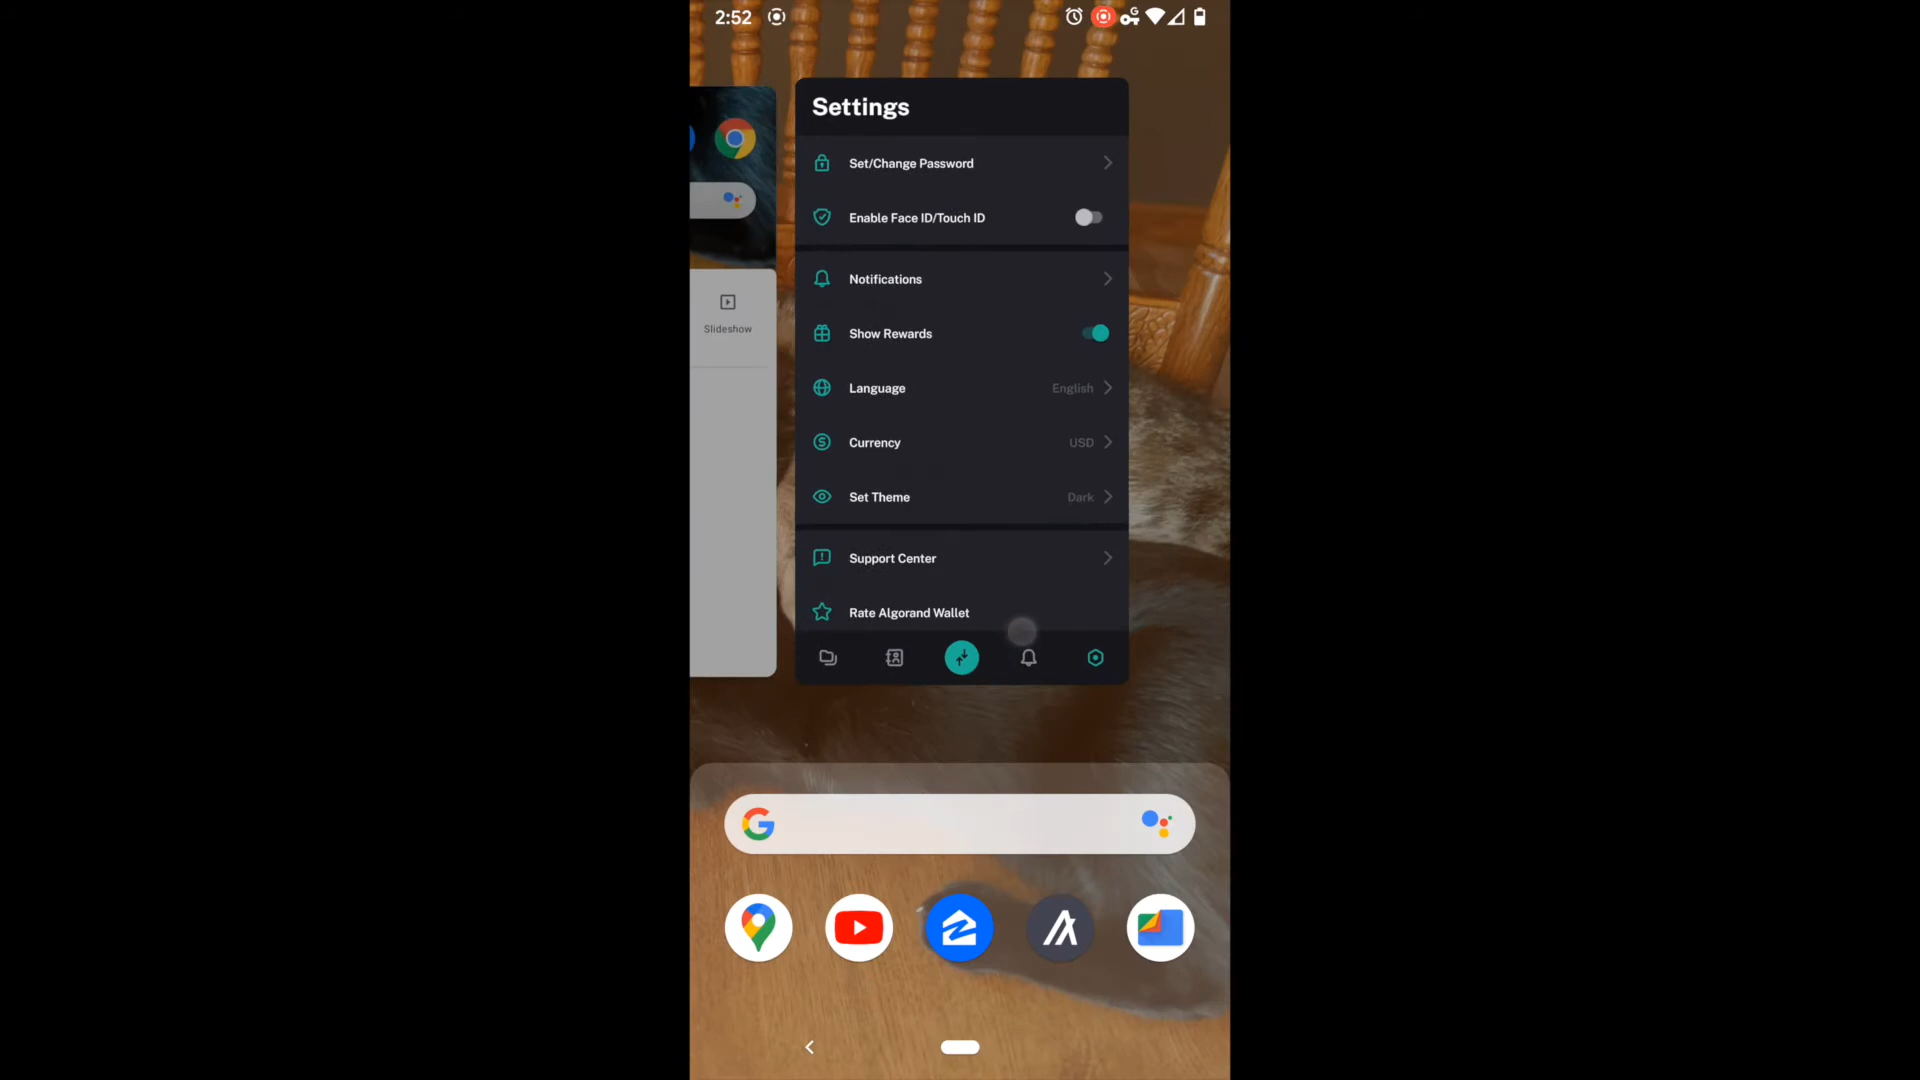 2:52
Settings
Set/Change Password
Enable Face ID/Touch ID
Notifications
Show Rewards
Slideshow
Language English
Currency USD
Set Theme Dark
Support Center
Rate Algorand Wallet